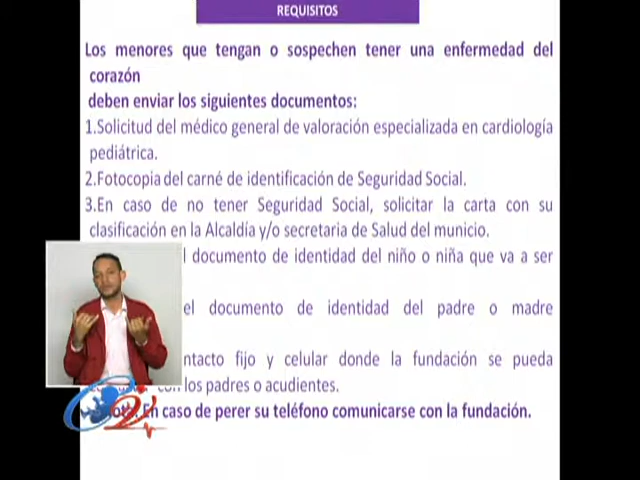 REQUISITOS
Los menores que tengan o sospechen tener una enfermedad del
corazón
deben enviar los siguientes documentos:
1.Solicitud del médico general de valoración especializada en cardiología
pediátrica.
2.Fotocopia del carné de identificación de Seguridad Social.
3.En caso de no tener Seguridad Social, solicitar la carta con su
clasificación en la Alcaldía y/o secretaria de Salud del municio.
documento de identidad del niño o niña que va a ser
el documento de identidad del padre o madre
ntacto fijo y celular donde la fundación se pueda
con los padres o acudientes.
En caso de perer su teléfono comunicarse con la fundación.